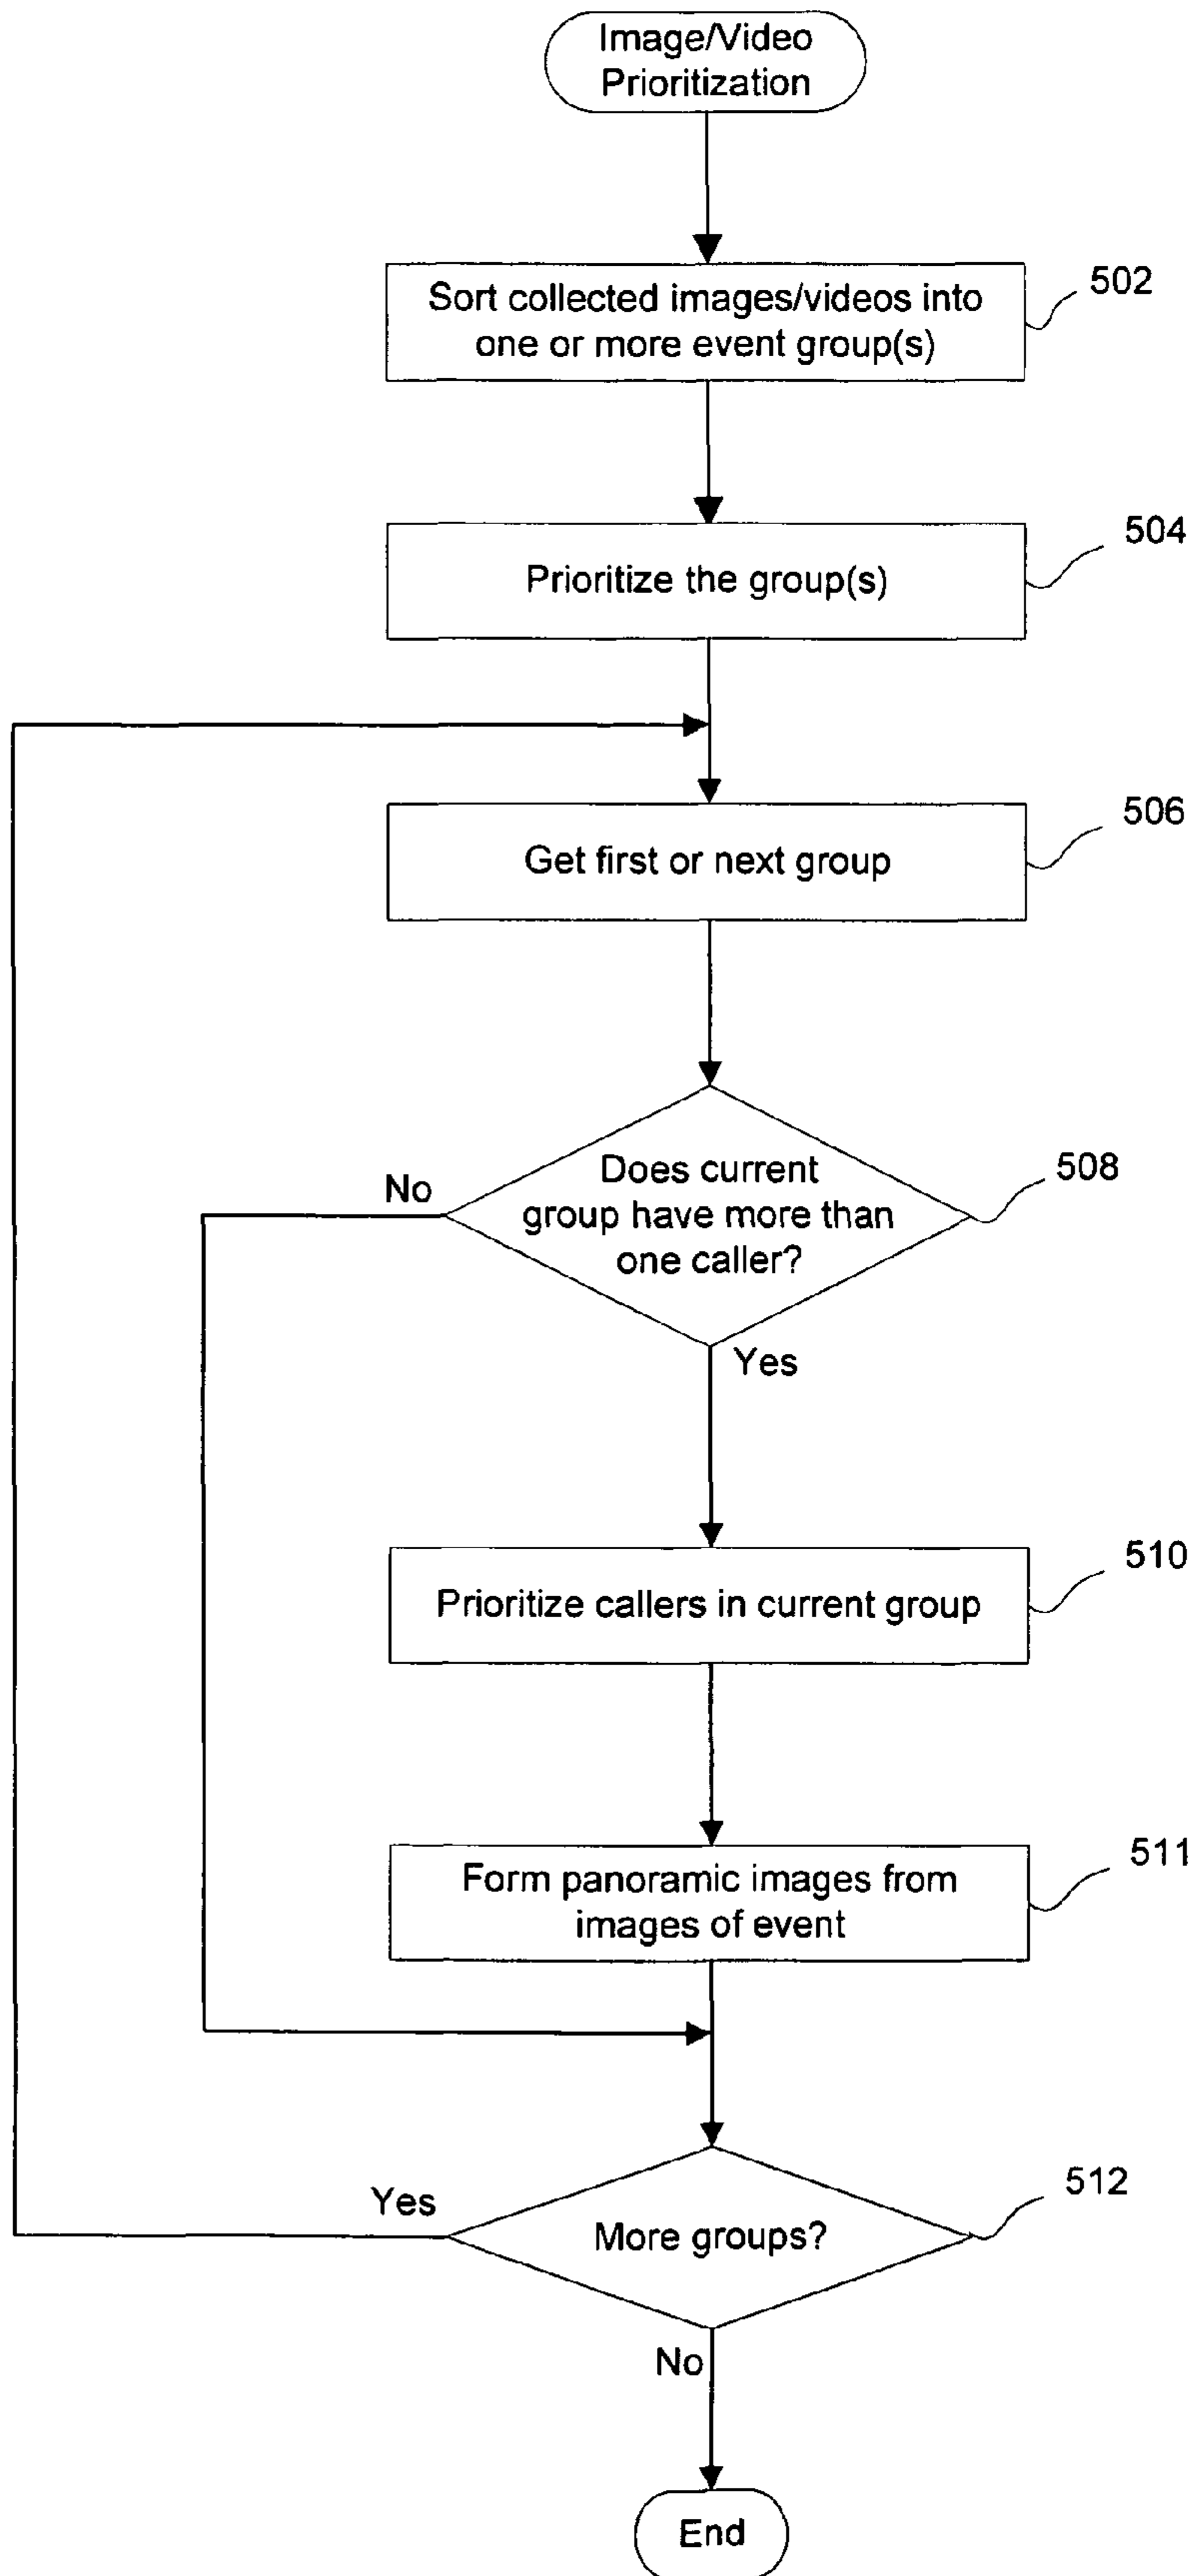 Image/Video
Prioritization
Sort collected images/videos into
one or more event group(s)
502
Prioritize the group(s)
504
Get first or next group
506
Does current
group have more than
one caller?
508
No
Yes
Prioritize callers in current group
510
Form panoramic images from
images of event
511
More groups?
512
Yes
No
End